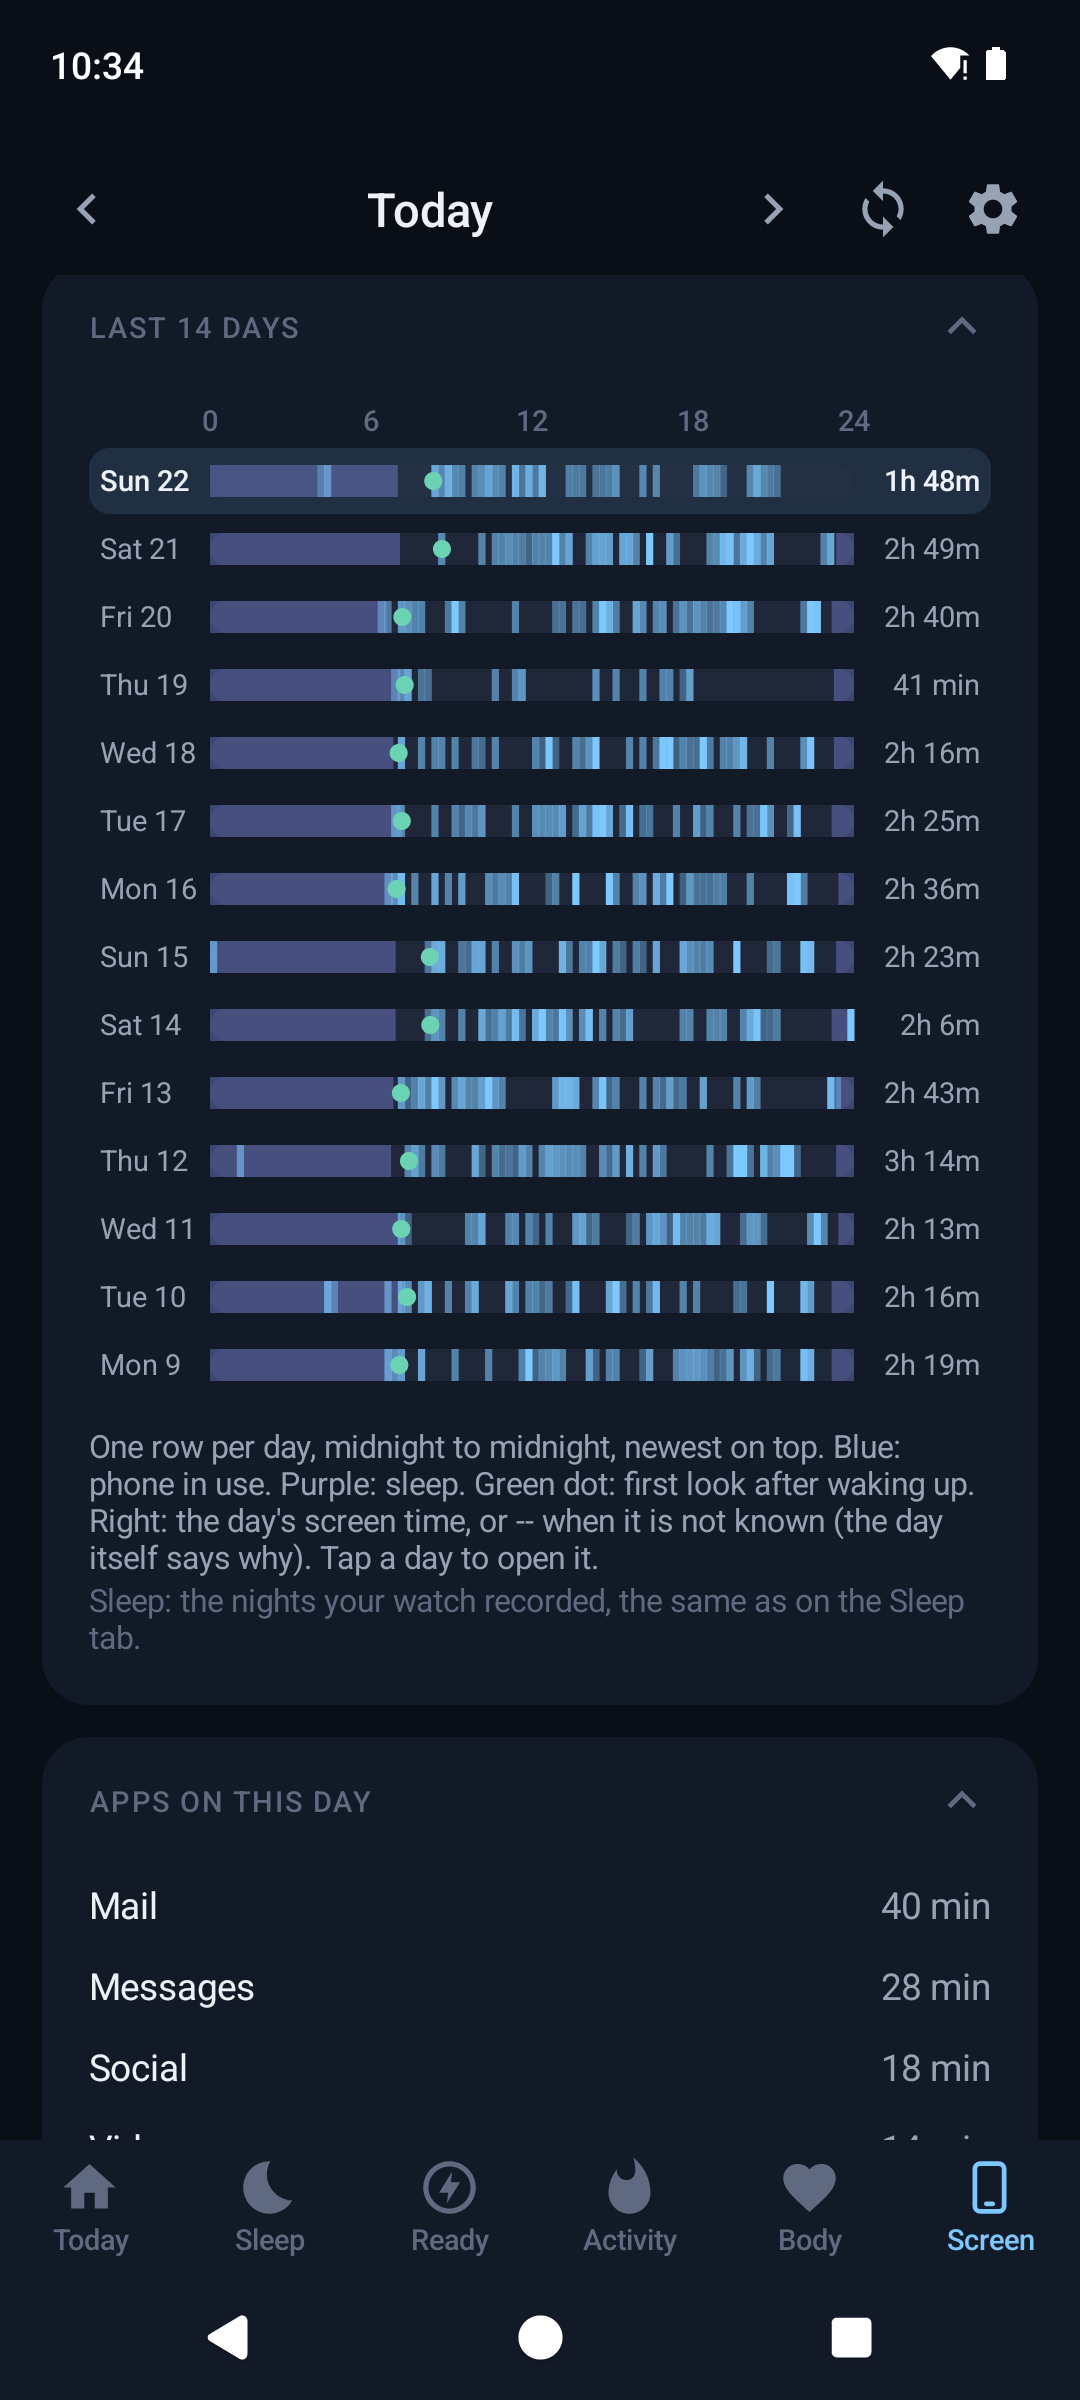 10:34
Today
LAST 14 DAYS
0 6 12 18 24
Sun 22 1h 48m
Sat 21 2h 49m
Fri 20 2h 40m
Thu 19 41 min
Wed 18 2h 16m
Tue 17 2h 25m
Mon 16 2h 36m
Sun 15 2h 23m
Sat 14 2h 6m
Fri 13 2h 43m
Thu 12 3h 14m
Wed 11 2h 13m
Tue 10 2h 16m
Mon 9 2h 19m
One row per day, midnight to midnight, newest on top. Blue:
phone in use. Purple: sleep. Green dot: first look after waking up.
Right: the day's screen time, or -- when it is not known (the day
itself says why). Tap a day to open it.
Sleep: the nights your watch recorded, the same as on the Sleep
tab.
APPS ON THIS DAY
Mail 40 min
Messages 28 min
Social 18 min
Today Sleep Ready Activity Body Screen